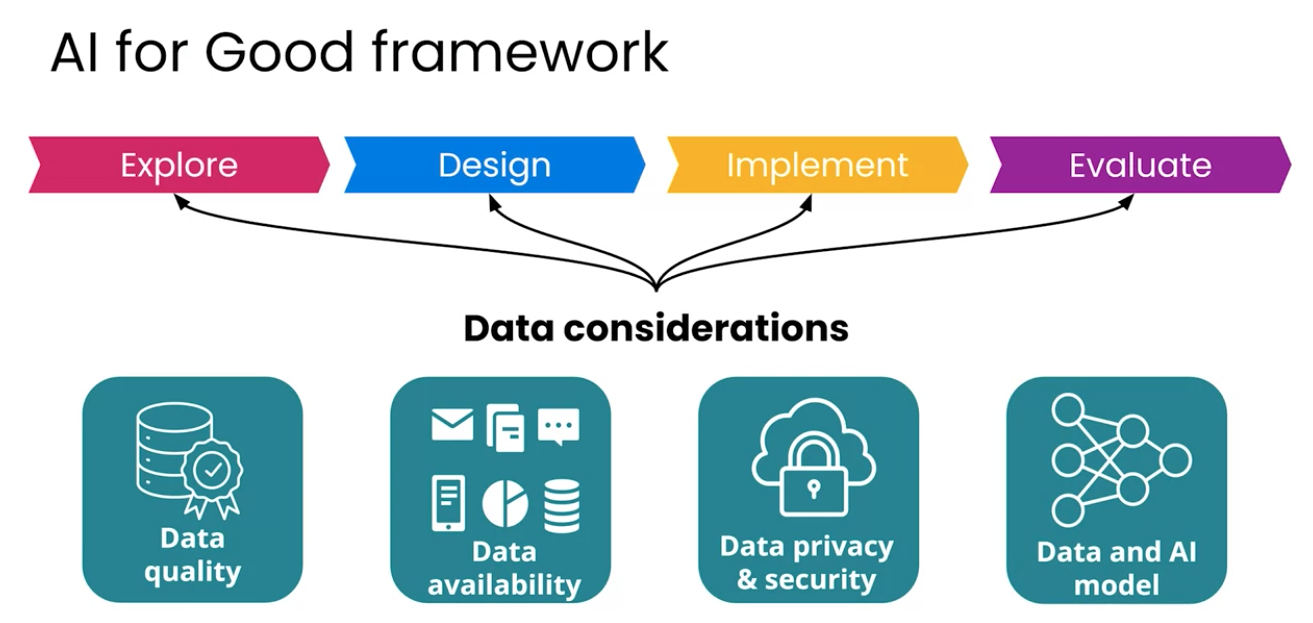 AI for Good framework
Explore
Design
Implement
Evaluate
Data considerations
Data
quality
Data
availability
Data privacy
& security
Data and AI
model